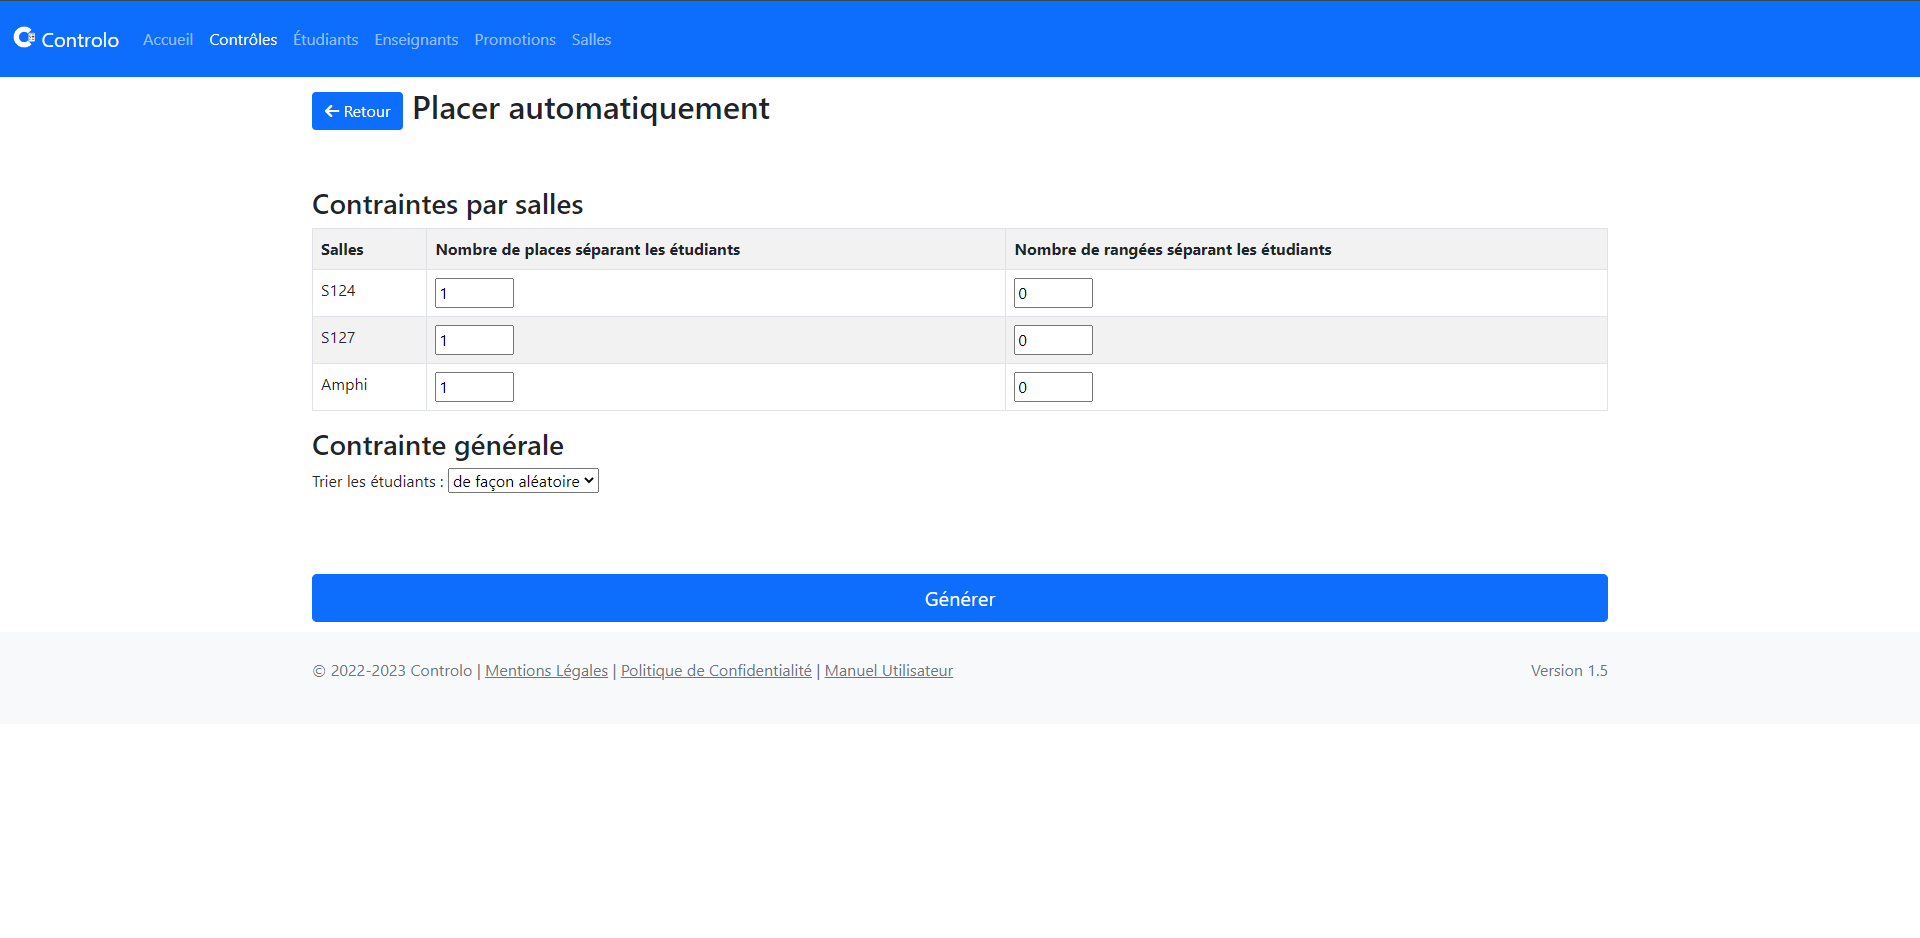 Controlo Accueil Contrôles Étudiants Enseignants Promotions Salles
Retour Placer automatiquement
Contraintes par salles
Salles Nombre de places séparant les étudiants Nombre de rangées séparant les étudiants
S124 1 0
S127 1 0
Amphi 1 0
Contrainte générale
Trier les étudiants : de façon aléatoire
Générer
© 2022-2023 Controlo | Mentions Légales | Politique de Confidentialité | Manuel Utilisateur Version 1.5